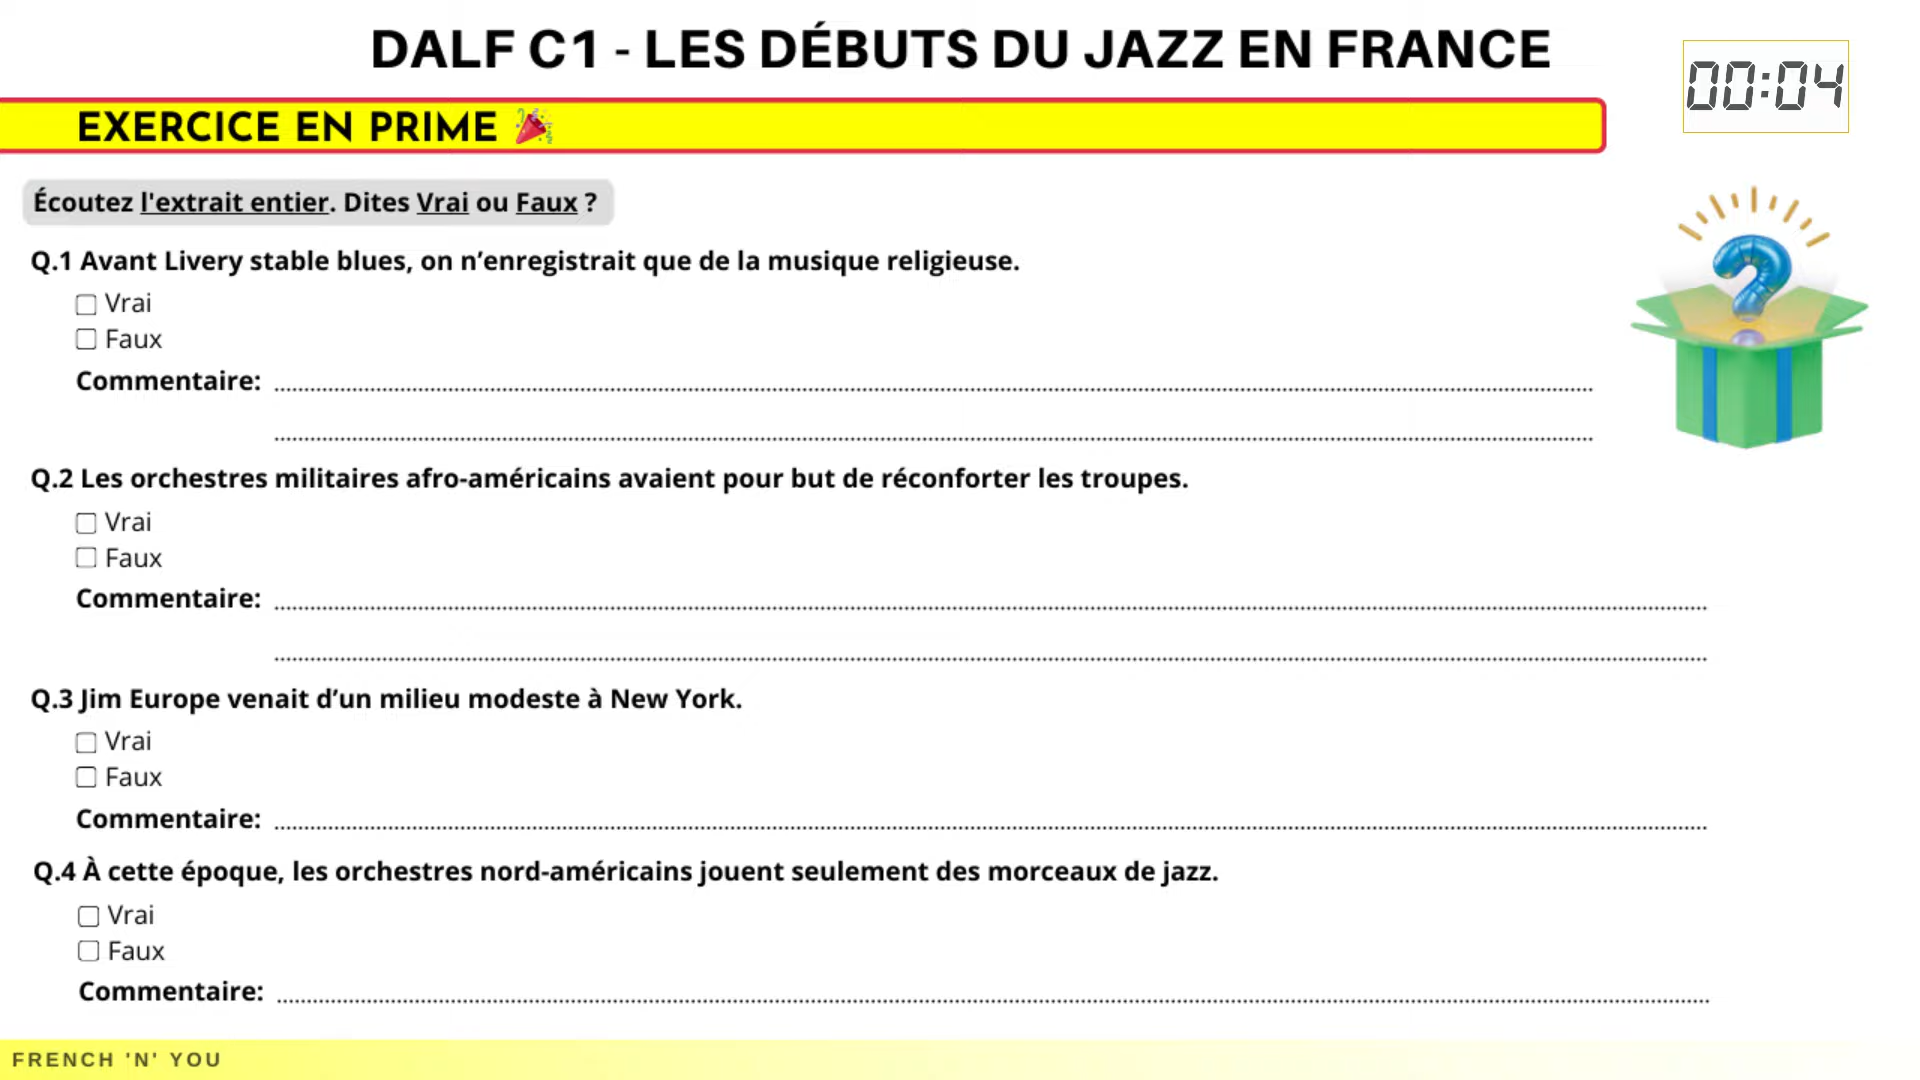 DALF C1 - LES DÉBUTS DU JAZZ EN FRANCE
00:04
EXERCICE EN PRIME
Écoutez l'extrait entier. Dites Vrai ou Faux ?
Q.1 Avant Livery stable blues, on n’enregistrait que de la musique religieuse.
Vrai
Faux
Commentaire:
Q.2 Les orchestres militaires afro-américains avaient pour but de réconforter les troupes.
Vrai
Faux
Commentaire:
Q.3 Jim Europe venait d’un milieu modeste à New York.
Vrai
Faux
Commentaire:
Q.4 À cette époque, les orchestres nord-américains jouent seulement des morceaux de jazz.
Vrai
Faux
Commentaire:
FRENCH 'N' YOU